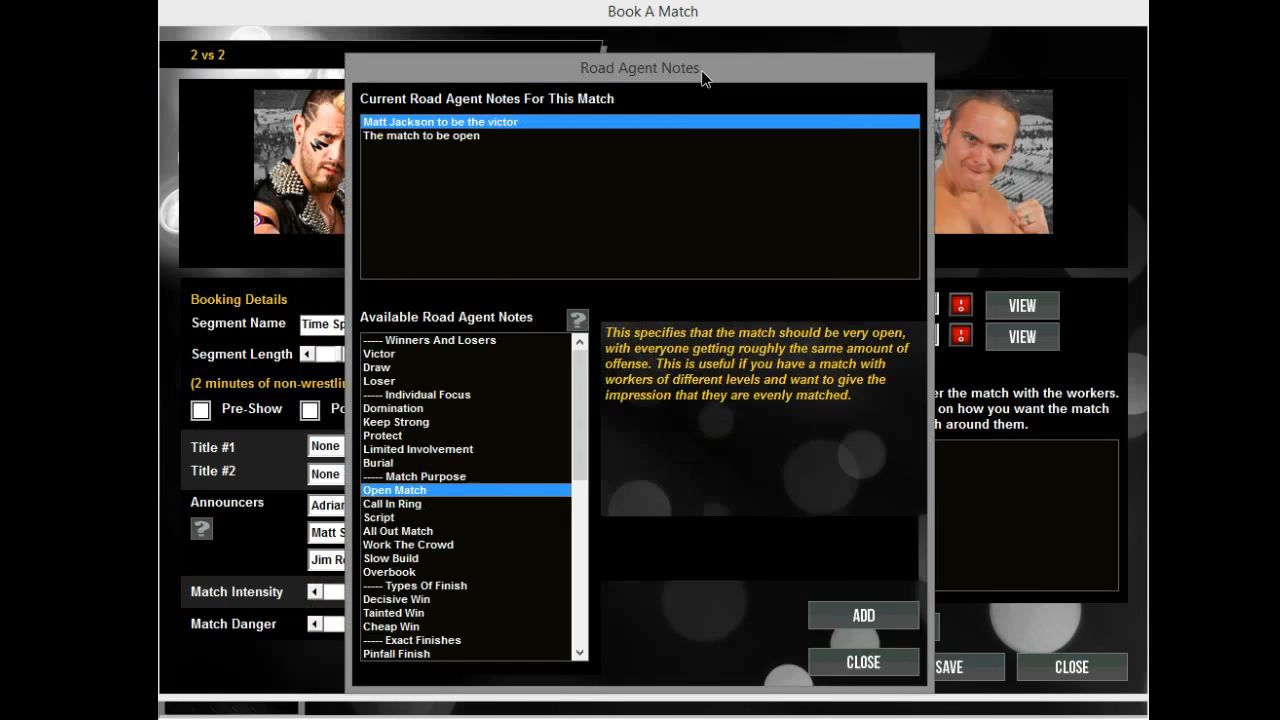 Book A Match
2 vs 2
Road Agent Notes
Current Road Agent Notes For This Match
Matt Jackson to be the victor
The match to be open
Booking Details
Segment Name
Time Sp
Segment Length
(2 minutes of non-wrestli
Pre-Show
Po
Title #1
None
Title #2
None
Announcers
Adrian
?
Matt S
Jim Ro
Match Intensity
Match Danger
Available Road Agent Notes
?
----- Winners And Losers
Victor
Draw
Loser
----- Individual Focus
Domination
Keep Strong
Protect
Limited Involvement
Burial
----- Match Purpose
Open Match
Call In Ring
Script
All Out Match
Work The Crowd
Slow Build
Overbook
----- Types Of Finish
Decisive Win
Tainted Win
Cheap Win
----- Exact Finishes
Pinfall Finish
This specifies that the match should be very open,
with everyone getting roughly the same amount of
offense. This is useful if you have a match with
workers of different levels and want to give the
impression that they are evenly matched.
ADD
CLOSE
VIEW
VIEW
er the match with the workers.
on how you want the match
h around them.
SAVE
CLOSE